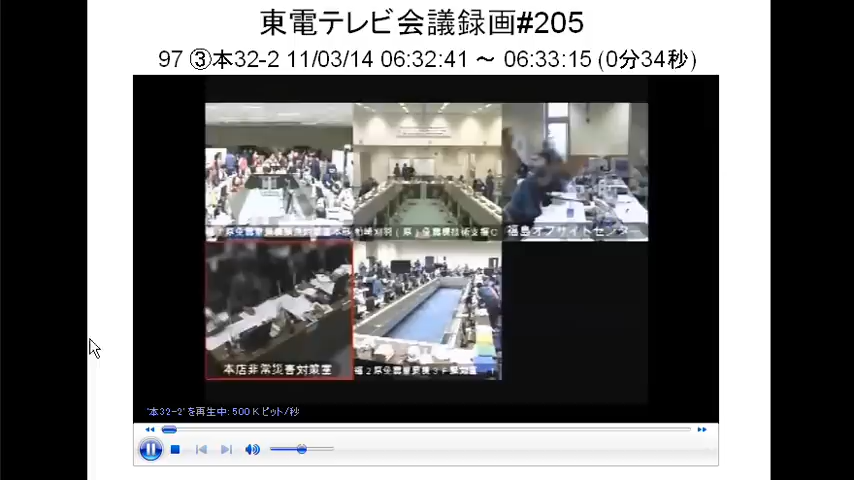 東電テレビ会議録画#205
97 ③本32-2 11/03/14 06:32:41 ～ 06:33:15 (0分34秒)
福島オフサイトセンター
本店非常災害対策室
'本32-2'を再生中: 500 K ビット/秒